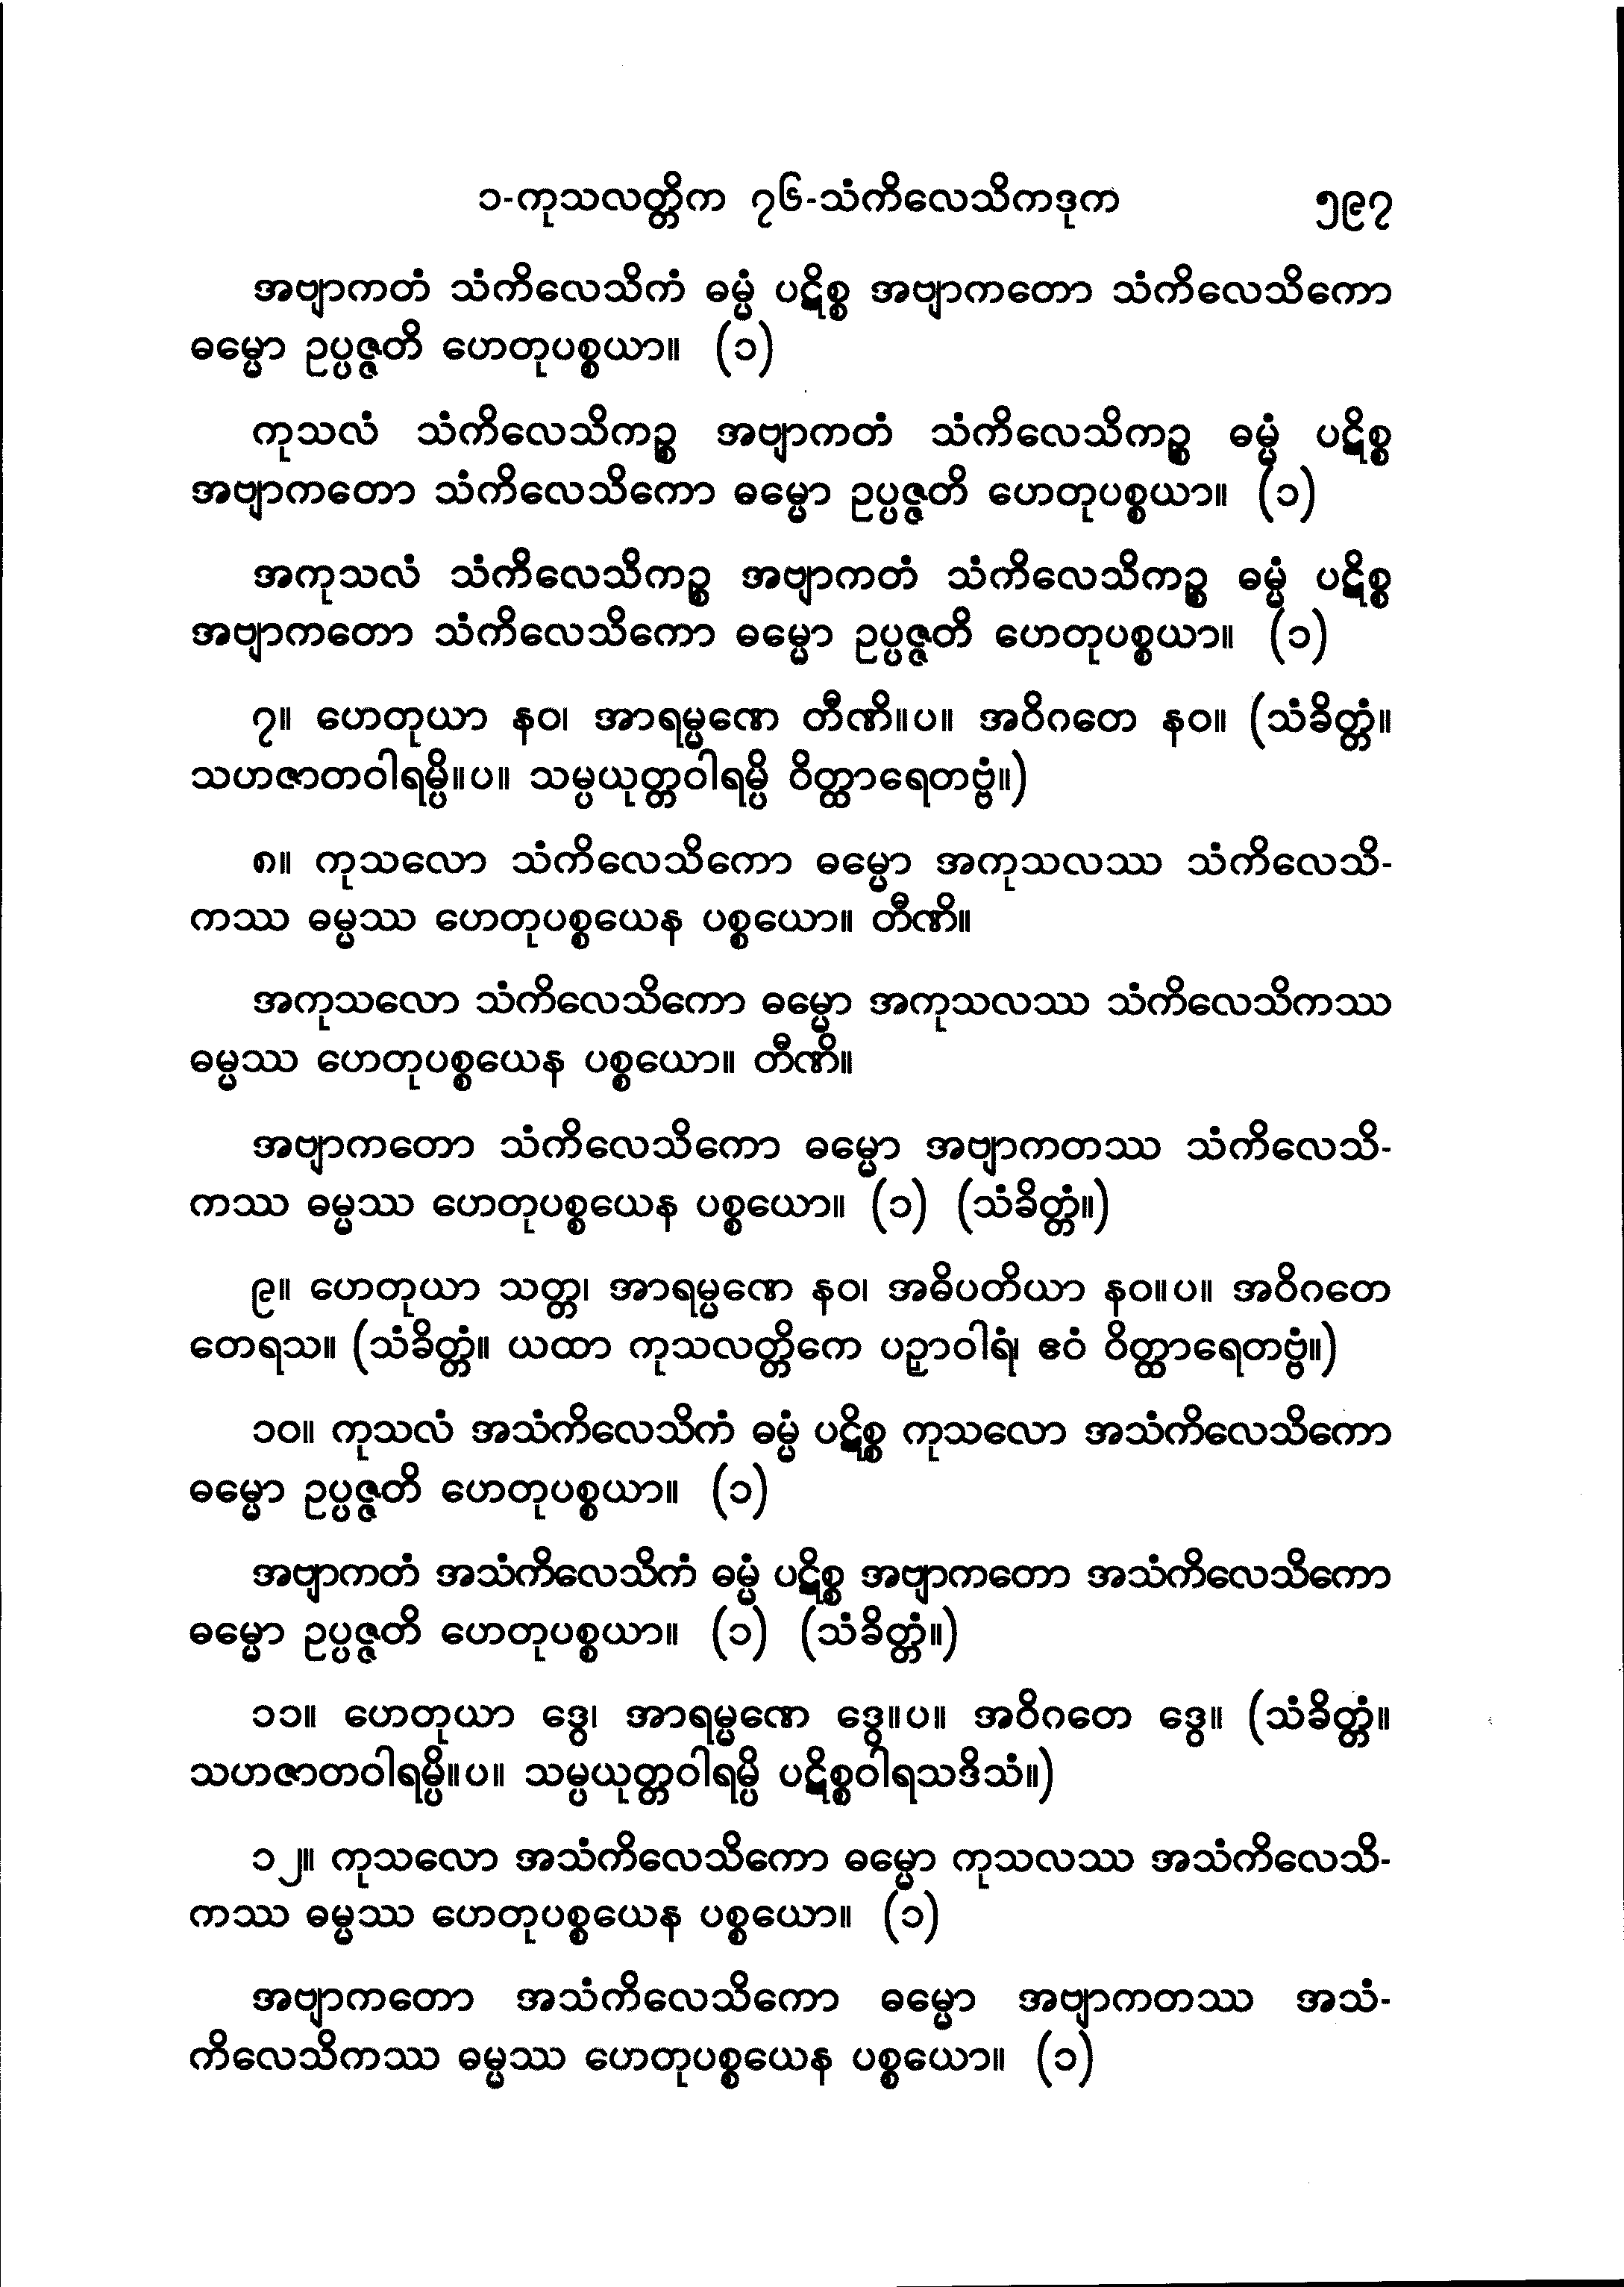 ၁-ကုသလတ္တိက ၇၆-သံကိလေသိကဒုက ၅၉၇
အဗျာကတံ သံကိလေသိကံ ဓမ္မံ ပဋိစ္စ အဗျာကတော သံကိလေသိကော
ဓမ္မော ဥပ္ပဇ္ဇတိ ဟေတုပစ္စယာ။ (၁)
ကုသလံ သံကိလေသိကဉ္စ အဗျာကတံ သံကိလေသိကဉ္စ ဓမ္မံ ပဋိစ္စ
အဗျာကတော သံကိလေသိကော ဓမ္မော ဥပ္ပဇ္ဇတိ ဟေတုပစ္စယာ။ (၁)
အကုသလံ သံကိလေသိကဉ္စ အဗျာကတံ သံကိလေသိကဉ္စ ဓမ္မံ ပဋိစ္စ
အဗျာကတော သံကိလေသိကော ဓမ္မော ဥပ္ပဇ္ဇတိ ဟေတုပစ္စယာ။ (၁)
၇။ ဟေတုယာ နဝ၊ အာရမ္မဏေ တီဏိ။ပ။ အဝိဂတေ နဝ။ (သံခိတ္တံ။
သဟဇာတဝါရမ္ပိ။ပ။ သမ္ပယုတ္တဝါရမ္ပိ ဝိတ္ထာရေတဗ္ဗံ။)
၈။ ကုသလော သံကိလေသိကော ဓမ္မော အကုသလဿ သံကိလေသိ-
ကဿ ဓမ္မဿ ဟေတုပစ္စယေန ပစ္စယော။ တီဏိ။
အကုသလော သံကိလေသိကော ဓမ္မော အကုသလဿ သံကိလေသိကဿ
ဓမ္မဿ ဟေတုပစ္စယေန ပစ္စယော။ တီဏိ။
အဗျာကတော သံကိလေသိကော ဓမ္မော အဗျာကတဿ သံကိလေသိ-
ကဿ ဓမ္မဿ ဟေတုပစ္စယေန ပစ္စယော။ (၁) (သံခိတ္တံ။)
၉။ ဟေတုယာ သတ္တ၊ အာရမ္မဏေ နဝ၊ အဓိပတိယာ နဝ။ပ။ အဝိဂတေ
တေရသ။ (သံခိတ္တံ။ ယထာ ကုသလတ္တိကေ ပဉှာဝါရံ၊ ဧဝံ ဝိတ္ထာရေတဗ္ဗံ။)
၁၀။ ကုသလံ အသံကိလေသိကံ ဓမ္မံ ပဋိစ္စ ကုသလော အသံကိလေသိကော
ဓမ္မော ဥပ္ပဇ္ဇတိ ဟေတုပစ္စယာ။ (၁)
အဗျာကတံ အသံကိလေသိကံ ဓမ္မံ ပဋိစ္စ အဗျာကတော အသံကိလေသိကော
ဓမ္မော ဥပ္ပဇ္ဇတိ ဟေတုပစ္စယာ။ (၁) (သံခိတ္တံ။)
၁၁။ ဟေတုယာ ဒွေ၊ အာရမ္မဏေ ဒွေ။ပ။ အဝိဂတေ ဒွေ။ (သံခိတ္တံ။
သဟဇာတဝါရမ္ပိ။ပ။ သမ္ပယုတ္တဝါရမ္ပိ ပဋိစ္စဝါရသဒိသံ။)
၁၂။ ကုသလော အသံကိလေသိကော ဓမ္မော ကုသလဿ အသံကိလေသိ-
ကဿ ဓမ္မဿ ဟေတုပစ္စယေန ပစ္စယော။ (၁)
အဗျာကတော အသံကိလေသိကော ဓမ္မော အဗျာကတဿ အသံ-
ကိလေသိကဿ ဓမ္မဿ ဟေတုပစ္စယေန ပစ္စယော။ (၁)